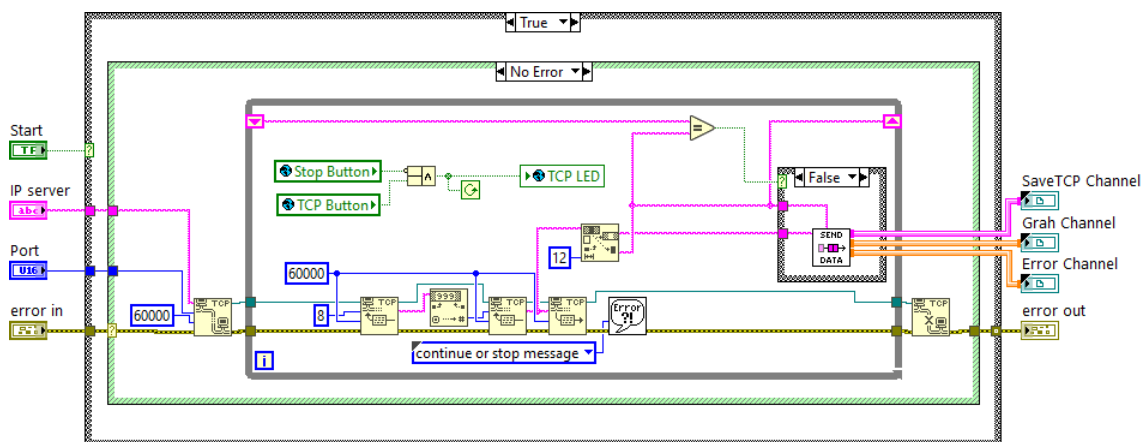 True
No Error
Start
TF
Stop Button
TCP LED
False
IP server
abc
TCP Button
SaveTCP Channel
SEND
DATA
Grah Channel
12
Port
U16
60000
Error Channel
999
TCP
TCP
TCP
TCP
TCP
60000
8
Error
?!
error in
error out
continue or stop message
i